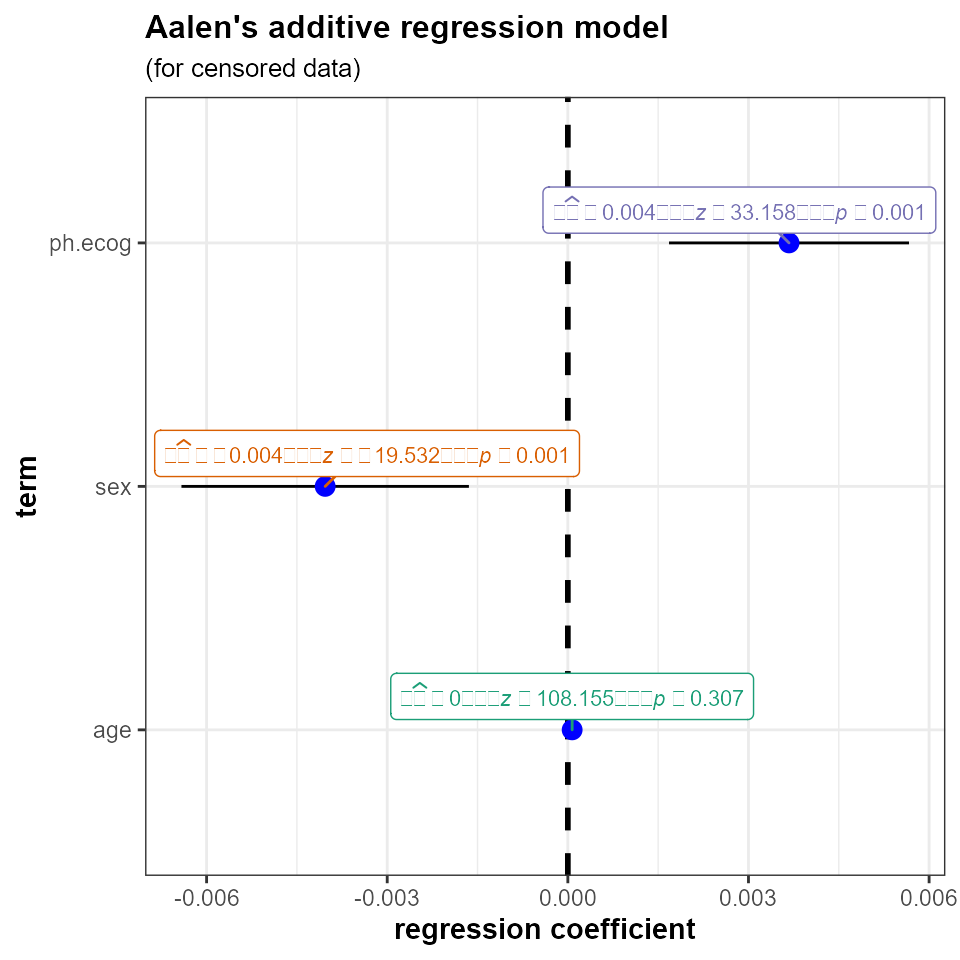 Aalen's additive regression model
(for censored data)
term
ph.ecog
sex
age
□□ □ 0.004□□□z □ 33.158□□□p □ 0.001
□□ □ □0.004□□□z □ □19.532□□□p □ 0.001
□□ □ 0□□□z □ 108.155□□□p □ 0.307
-0.006 -0.003 0.000 0.003 0.006
regression coefficient